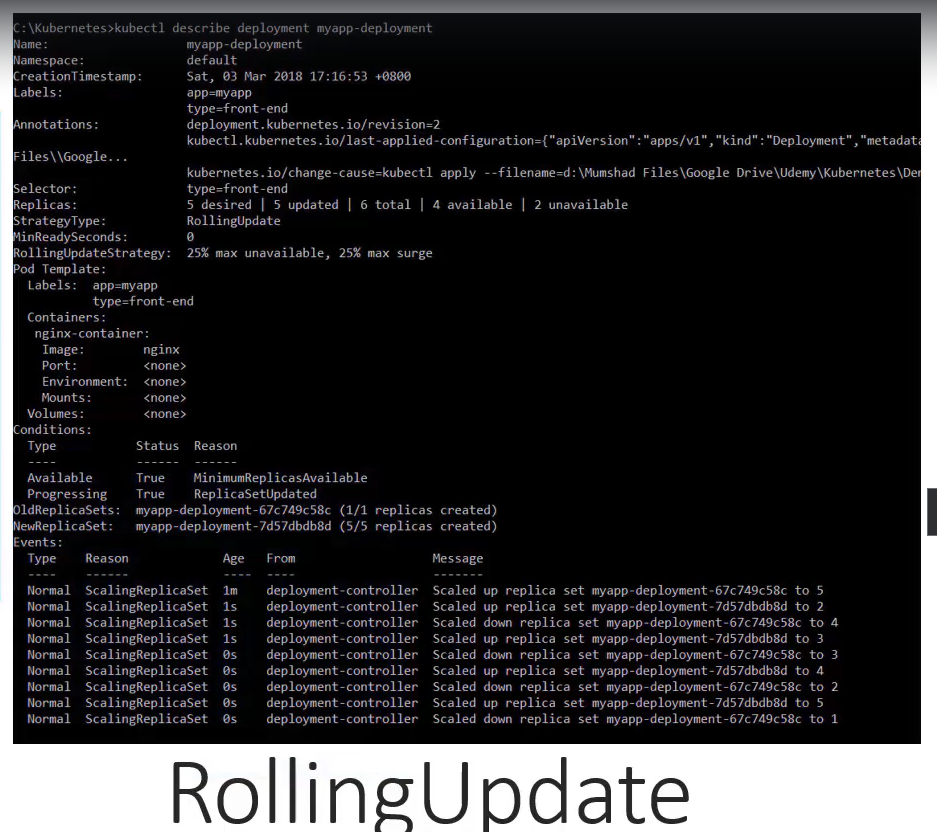 C:\Kubernetes>kubectl describe deployment myapp-deployment
Name:                   myapp-deployment
Namespace:              default
CreationTimestamp:      Sat, 03 Mar 2018 17:16:53 +0800
Labels:                 app=myapp
                        type=front-end
Annotations:            deployment.kubernetes.io/revision=2
                        kubectl.kubernetes.io/last-applied-configuration={"apiVersion":"apps/v1","kind":"Deployment","metadata
Files\\Google...
                        kubernetes.io/change-cause=kubectl apply --filename=d:\Mumshad Files\Google Drive\Udemy\Kubernetes\Dem
Selector:               type=front-end
Replicas:               5 desired | 5 updated | 6 total | 4 available | 2 unavailable
StrategyType:           RollingUpdate
MinReadySeconds:        0
RollingUpdateStrategy:  25% max unavailable, 25% max surge
Pod Template:
  Labels:  app=myapp
           type=front-end
  Containers:
   nginx-container:
    Image:        nginx
    Port:         <none>
    Environment:  <none>
    Mounts:       <none>
  Volumes:        <none>
Conditions:
  Type           Status  Reason
  ----           ------  ------
  Available      True    MinimumReplicasAvailable
  Progressing    True    ReplicaSetUpdated
OldReplicaSets:  myapp-deployment-67c749c58c (1/1 replicas created)
NewReplicaSet:   myapp-deployment-7d57dbdb8d (5/5 replicas created)
Events:
  Type    Reason             Age   From                   Message
  ----    ------             ----  ----                   -------
  Normal  ScalingReplicaSet  1m    deployment-controller  Scaled up replica set myapp-deployment-67c749c58c to 5
  Normal  ScalingReplicaSet  1s    deployment-controller  Scaled up replica set myapp-deployment-7d57dbdb8d to 2
  Normal  ScalingReplicaSet  1s    deployment-controller  Scaled down replica set myapp-deployment-67c749c58c to 4
  Normal  ScalingReplicaSet  1s    deployment-controller  Scaled up replica set myapp-deployment-7d57dbdb8d to 3
  Normal  ScalingReplicaSet  0s    deployment-controller  Scaled down replica set myapp-deployment-67c749c58c to 3
  Normal  ScalingReplicaSet  0s    deployment-controller  Scaled up replica set myapp-deployment-7d57dbdb8d to 4
  Normal  ScalingReplicaSet  0s    deployment-controller  Scaled down replica set myapp-deployment-67c749c58c to 2
  Normal  ScalingReplicaSet  0s    deployment-controller  Scaled up replica set myapp-deployment-7d57dbdb8d to 5
  Normal  ScalingReplicaSet  0s    deployment-controller  Scaled down replica set myapp-deployment-67c749c58c to 1
RollingUpdate